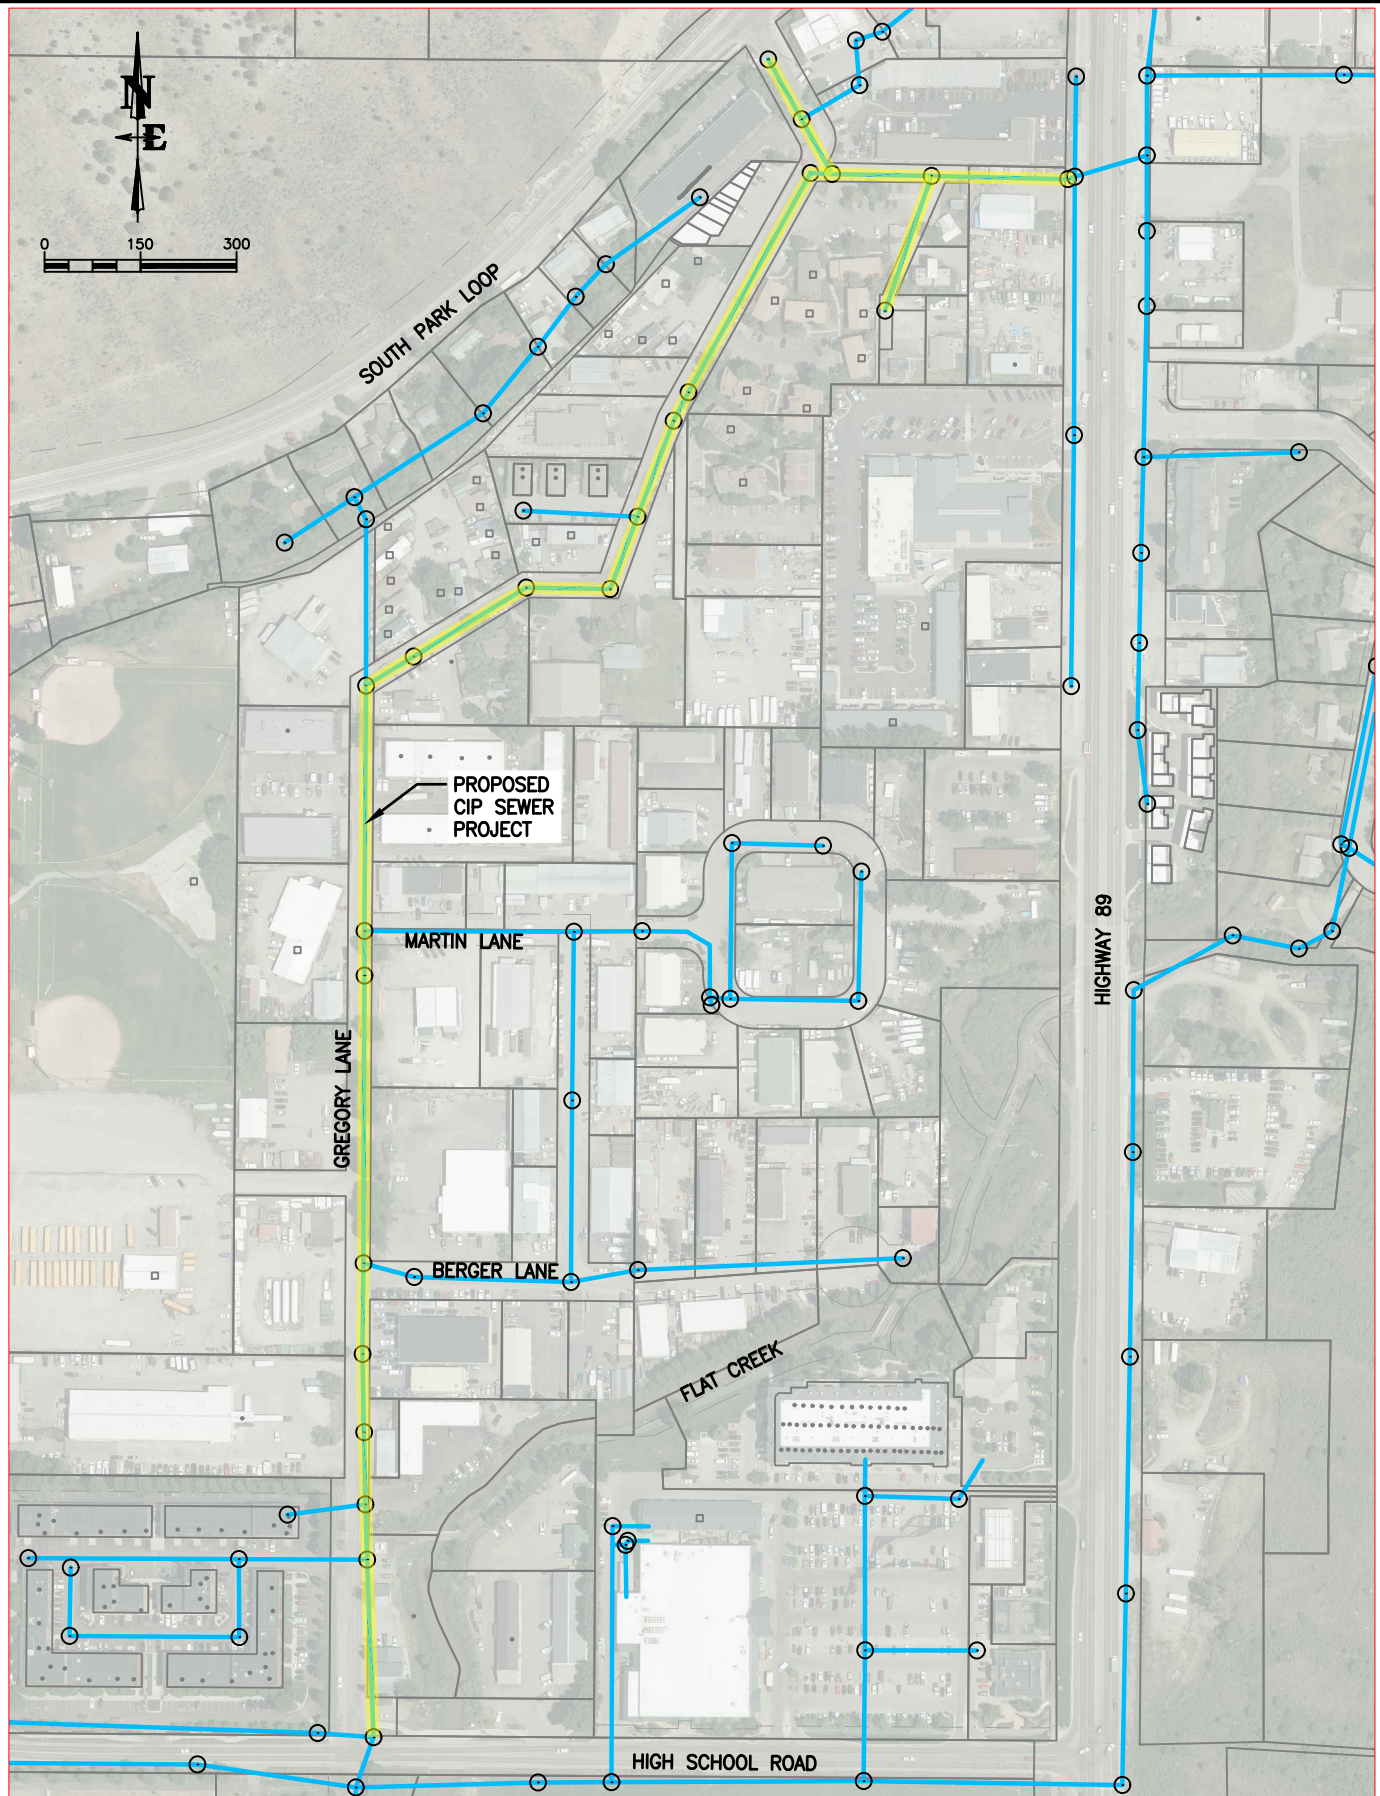 N
E
0 150 300
SOUTH PARK LOOP
PROPOSED
CIP SEWER
PROJECT
MARTIN LANE
HIGHWAY 89
GREGORY LANE
BERGER LANE
FLAT CREEK
HIGH SCHOOL ROAD